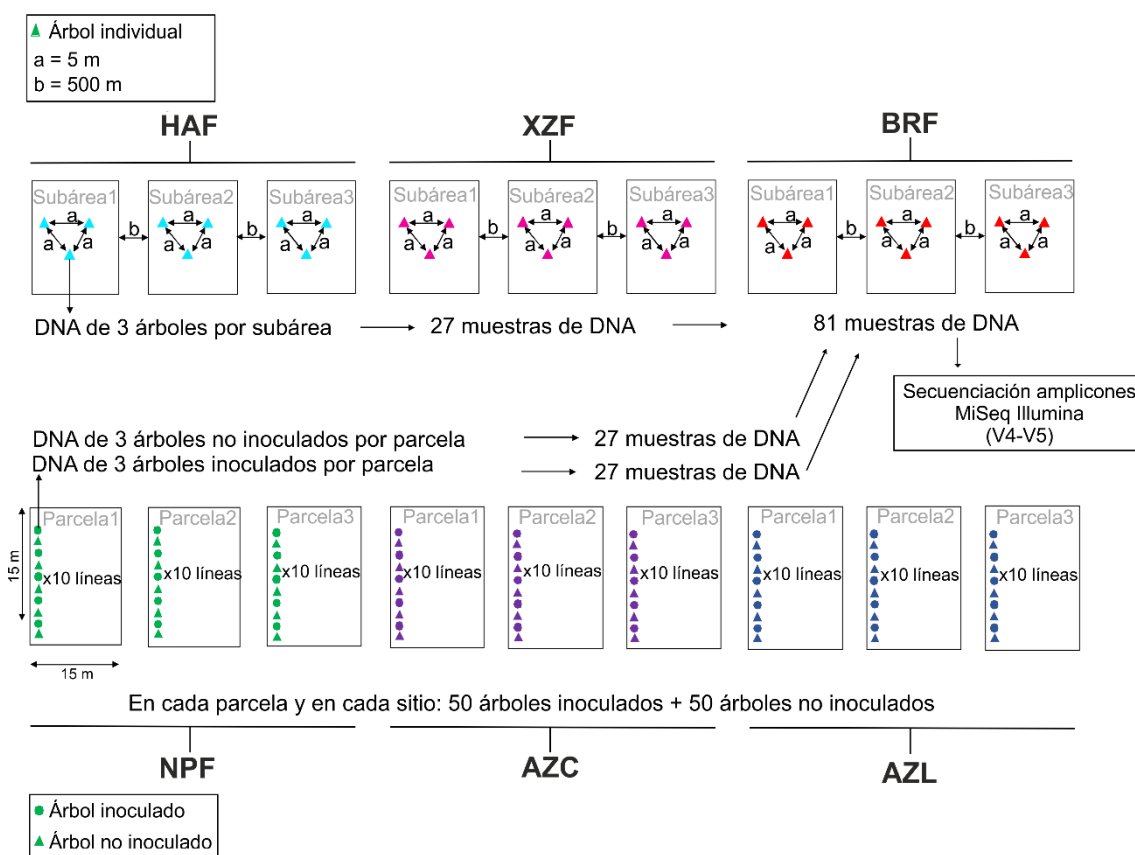 Árbol individual
a = 5 m
b = 500 m
HAF XZF BRF
Subárea1 Subárea2 Subárea3 Subárea1 Subárea2 Subárea3 Subárea1 Subárea2 Subárea3
a a a a a a a a a
b b b b b b
a a a a a a a a a a a a a a a a a a
DNA de 3 árboles por subárea 27 muestras de DNA 81 muestras de DNA
Secuenciación amplicones
MiSeq Illumina
(V4-V5)
DNA de 3 árboles no inoculados por parcela 27 muestras de DNA
DNA de 3 árboles inoculados por parcela 27 muestras de DNA
Parcela1 Parcela2 Parcela3 Parcela1 Parcela2 Parcela3 Parcela1 Parcela2 Parcela3
15 m
x10 líneas x10 líneas x10 líneas x10 líneas x10 líneas x10 líneas x10 líneas x10 líneas x10 líneas
15 m
En cada parcela y en cada sitio: 50 árboles inoculados + 50 árboles no inoculados
NPF AZC AZL
Árbol inoculado
Árbol no inoculado